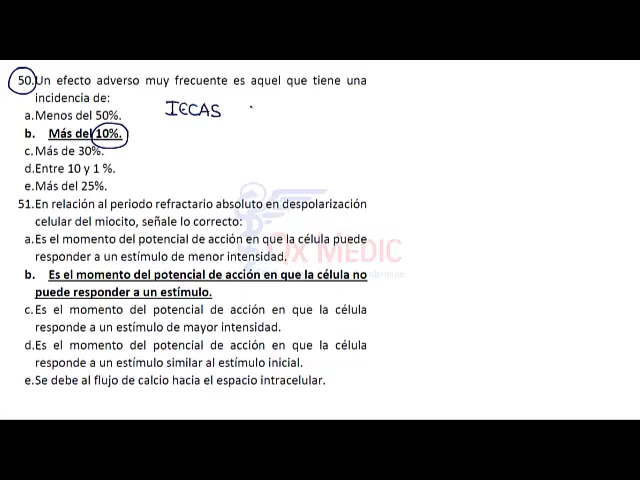 50.Un efecto adverso muy frecuente es aquel que tiene una
incidencia de:
IECAS
a.Menos del 50%.
b. Más del 10%.
c.Más de 30%.
d.Entre 10 y 1 %.
e.Más del 25%.
51.En relación al periodo refractario absoluto en despolarización
celular del miocito, señale lo correcto:
a.Es el momento del potencial de acción en que la célula puede
responder a un estímulo de menor intensidad.
b. Es el momento del potencial de acción en que la célula no
puede responder a un estímulo.
c.Es el momento del potencial de acción en que la célula
responde a un estímulo de mayor intensidad.
d.Es el momento del potencial de acción en que la célula
responde a un estímulo similar al estímulo inicial.
e.Se debe al flujo de calcio hacia el espacio intracelular.
Qx MEDIC